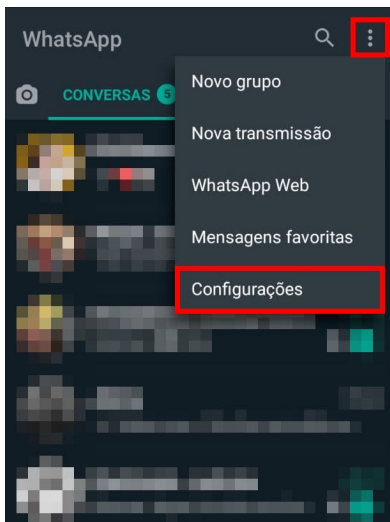 WhatsApp
CONVERSAS 5
Novo grupo
Nova transmissão
WhatsApp Web
Mensagens favoritas
Configurações